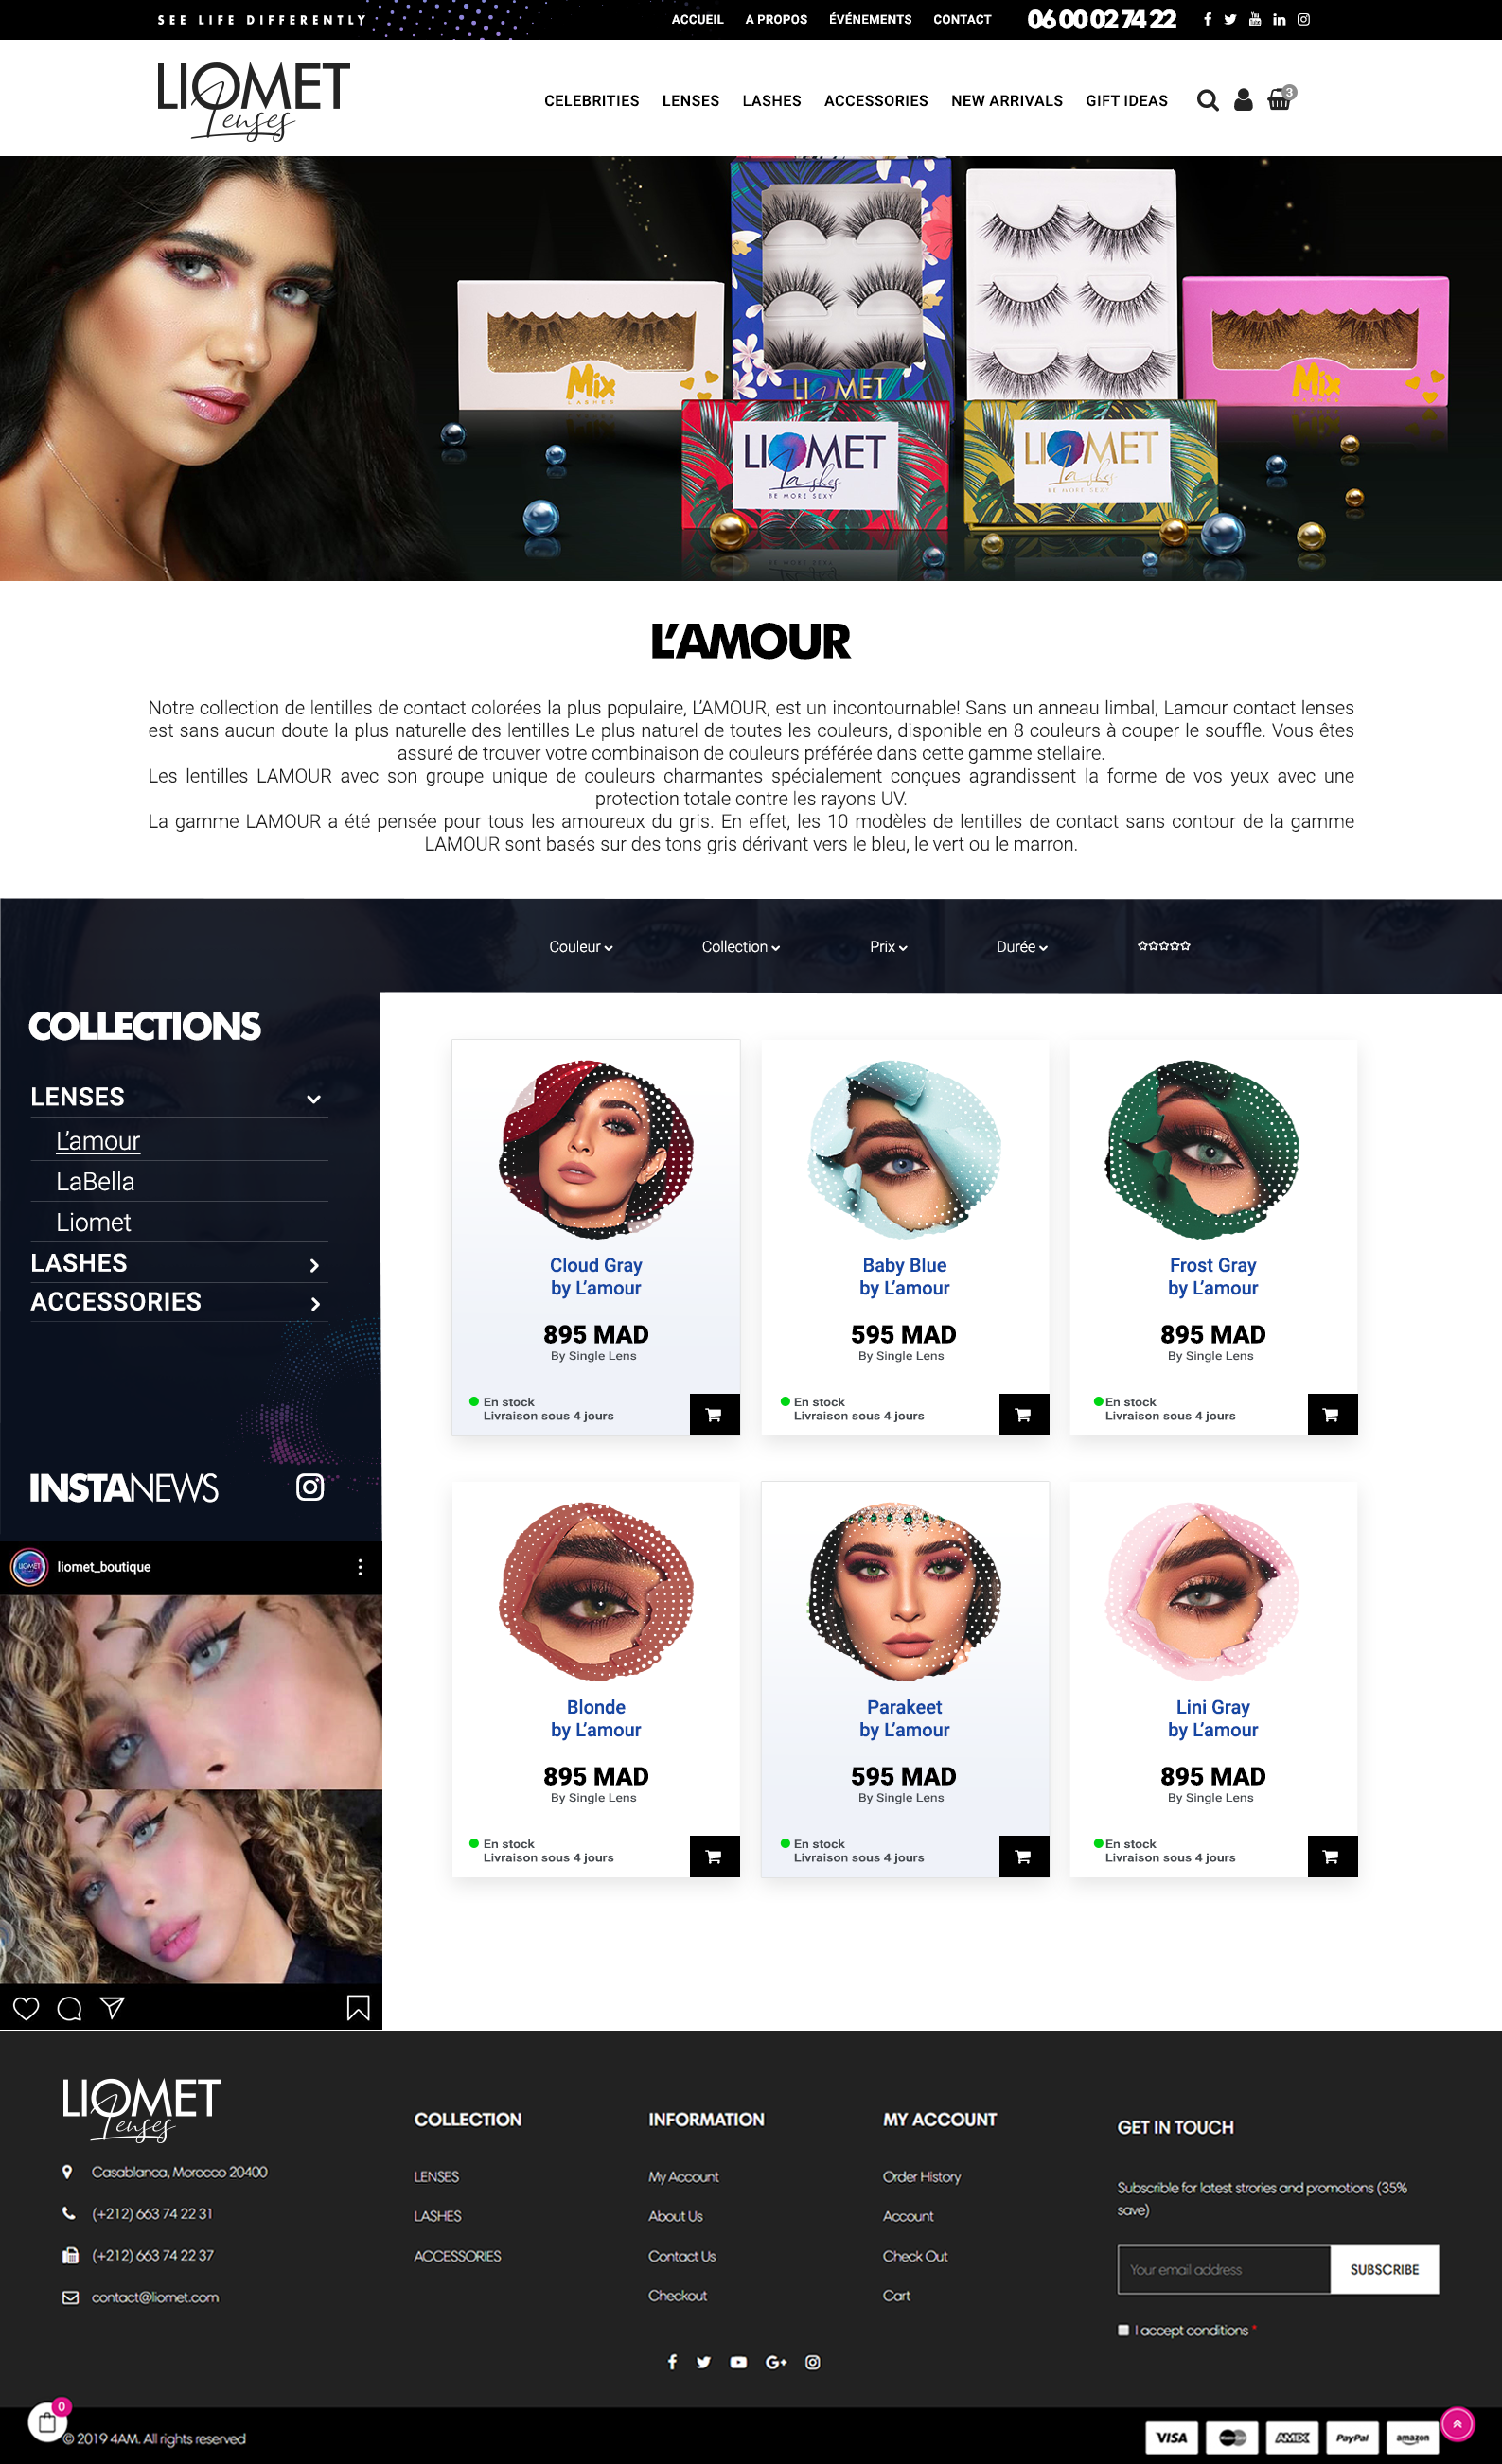 SEE LIFE DIFFERENTLY
ACCUEIL A PROPOS ÉVÉNEMENTS CONTACT 06 00 02 74 22
LIOMET
Lenses
CELEBRITIES LENSES LASHES ACCESSORIES NEW ARRIVALS GIFT IDEAS 3
LIOMET
Mix
LASHES
Mix
LASHES
LIOMET
Lashes
BE MORE SEXY
LIOMET
Lashes
BE MORE SEXY
L'AMOUR
Notre collection de lentilles de contact colorées la plus populaire, L'AMOUR, est un incontournable! Sans un anneau limbal, Lamour contact lenses
est sans aucun doute la plus naturelle des lentilles Le plus naturel de toutes les couleurs, disponible en 8 couleurs à couper le souffle. Vous êtes
assuré de trouver votre combinaison de couleurs préférée dans cette gamme stellaire.
Les lentilles LAMOUR avec son groupe unique de couleurs charmantes spécialement conçues agrandissent la forme de vos yeux avec une
protection totale contre les rayons UV.
La gamme LAMOUR a été pensée pour tous les amoureux du gris. En effet, les 10 modèles de lentilles de contact sans contour de la gamme
LAMOUR sont basés sur des tons gris dérivant vers le bleu, le vert ou le marron.
Couleur Collection Prix Durée
COLLECTIONS
LENSES
L'amour
LaBella
Liomet
LASHES
ACCESSORIES
INSTANEWS
LIOMET
liomet_boutique
Cloud Gray
by L'amour
895 MAD
By Single Lens
En stock
Livraison sous 4 jours
Baby Blue
by L'amour
595 MAD
By Single Lens
En stock
Livraison sous 4 jours
Frost Gray
by L'amour
895 MAD
By Single Lens
En stock
Livraison sous 4 jours
Blonde
by L'amour
895 MAD
By Single Lens
En stock
Livraison sous 4 jours
Parakeet
by L'amour
595 MAD
By Single Lens
En stock
Livraison sous 4 jours
Lini Gray
by L'amour
895 MAD
By Single Lens
En stock
Livraison sous 4 jours
LIOMET
Lenses
Casablanca, Morocco 20400
(+212) 663 74 22 31
(+212) 663 74 22 37
contact@liomet.com
COLLECTION
LENSES
LASHES
ACCESSORIES
INFORMATION
My Account
About Us
Contact Us
Checkout
MY ACCOUNT
Order History
Account
Check Out
Cart
GET IN TOUCH
Subscrible for latest strories and promotions (35%
save)
Your email address SUBSCRIBE
I accept conditions *
0
© 2019 4AM. All rights reserved
VISA MasterCard AMEX PayPal amazon